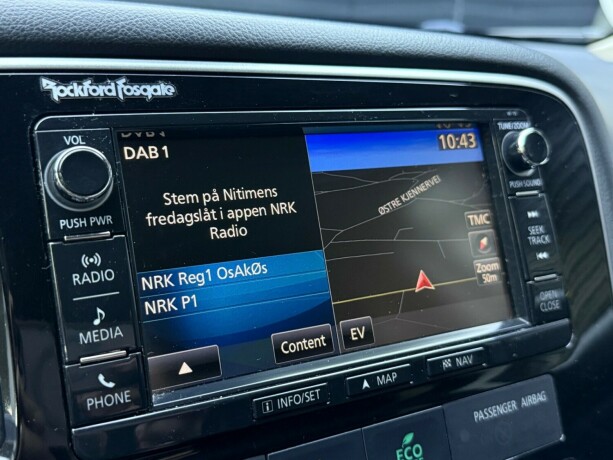 Rockford Fosgate
VOL
PUSH PWR
RADIO
MEDIA
PHONE
DAB 1
Stem på Nitimens
fredagslåt i appen NRK
Radio
NRK Reg1 OsAkØs
NRK P1
Content
10:43
ØSTRE KJENNERVEI
TMC
Zoom
50m
EV
TUNE/ZOOM
PUSH SOUND
SEEK
TRACK
OPEN
CLOSE
INFO/SET
MAP
NAV
ECO
PASSENGER AIRBAG